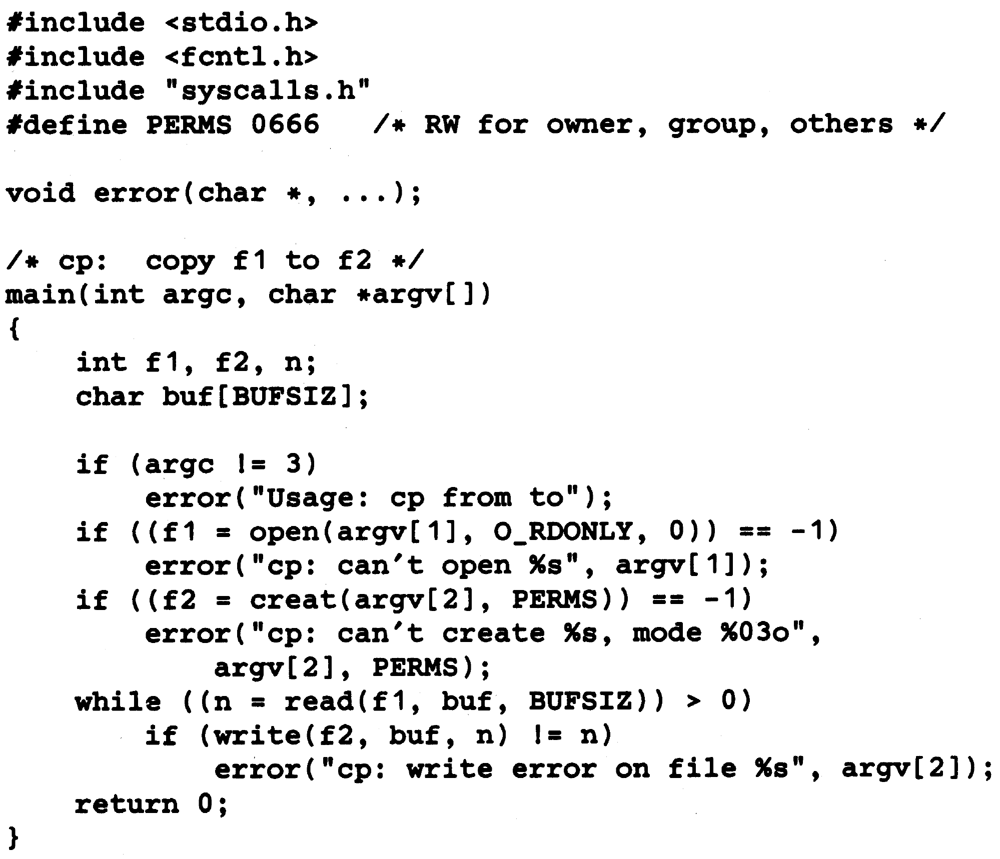 #include <stdio.h>
#include <fcntl.h>
#include "syscalls.h"
#define PERMS 0666   /* RW for owner, group, others */

void error(char *, ...);

/* cp:  copy f1 to f2 */
main(int argc, char *argv[])
{
    int f1, f2, n;
    char buf[BUFSIZ];

    if (argc != 3)
        error("Usage: cp from to");
    if ((f1 = open(argv[1], O_RDONLY, 0)) == -1)
        error("cp: can't open %s", argv[1]);
    if ((f2 = creat(argv[2], PERMS)) == -1)
        error("cp: can't create %s, mode %03o",
            argv[2], PERMS);
    while ((n = read(f1, buf, BUFSIZ)) > 0)
        if (write(f2, buf, n) != n)
            error("cp: write error on file %s", argv[2]);
    return 0;
}